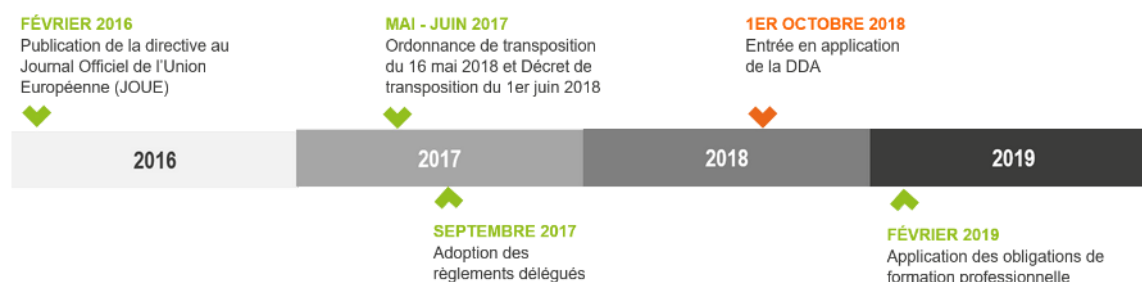 FÉVRIER 2016
Publication de la directive au
Journal Officiel de l'Union
Européenne (JOUE)
MAI - JUIN 2017
Ordonnance de transposition
du 16 mai 2018 et Décret de
transposition du 1er juin 2018
1ER OCTOBRE 2018
Entrée en application
de la DDA
2016
2017
2018
2019
SEPTEMBRE 2017
Adoption des
règlements délégués
FÉVRIER 2019
Application des obligations de
formation professionnelle